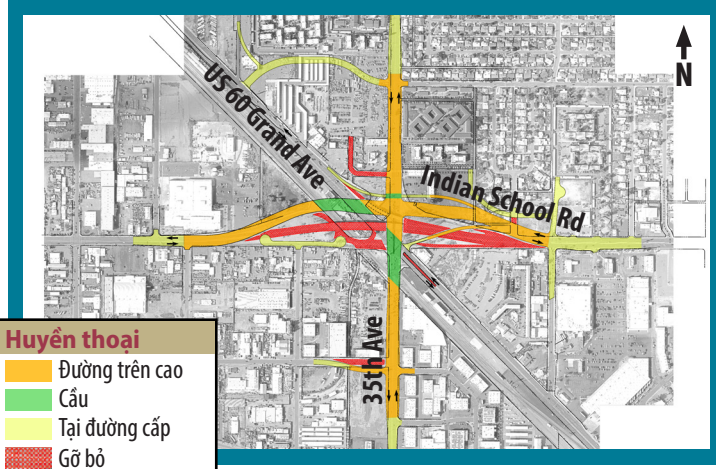 N
US 60 Grand Ave
Indian School Rd
35th Ave
Huyền thoại
Đường trên cao
Cầu
Tại đường cấp
Gỡ bỏ